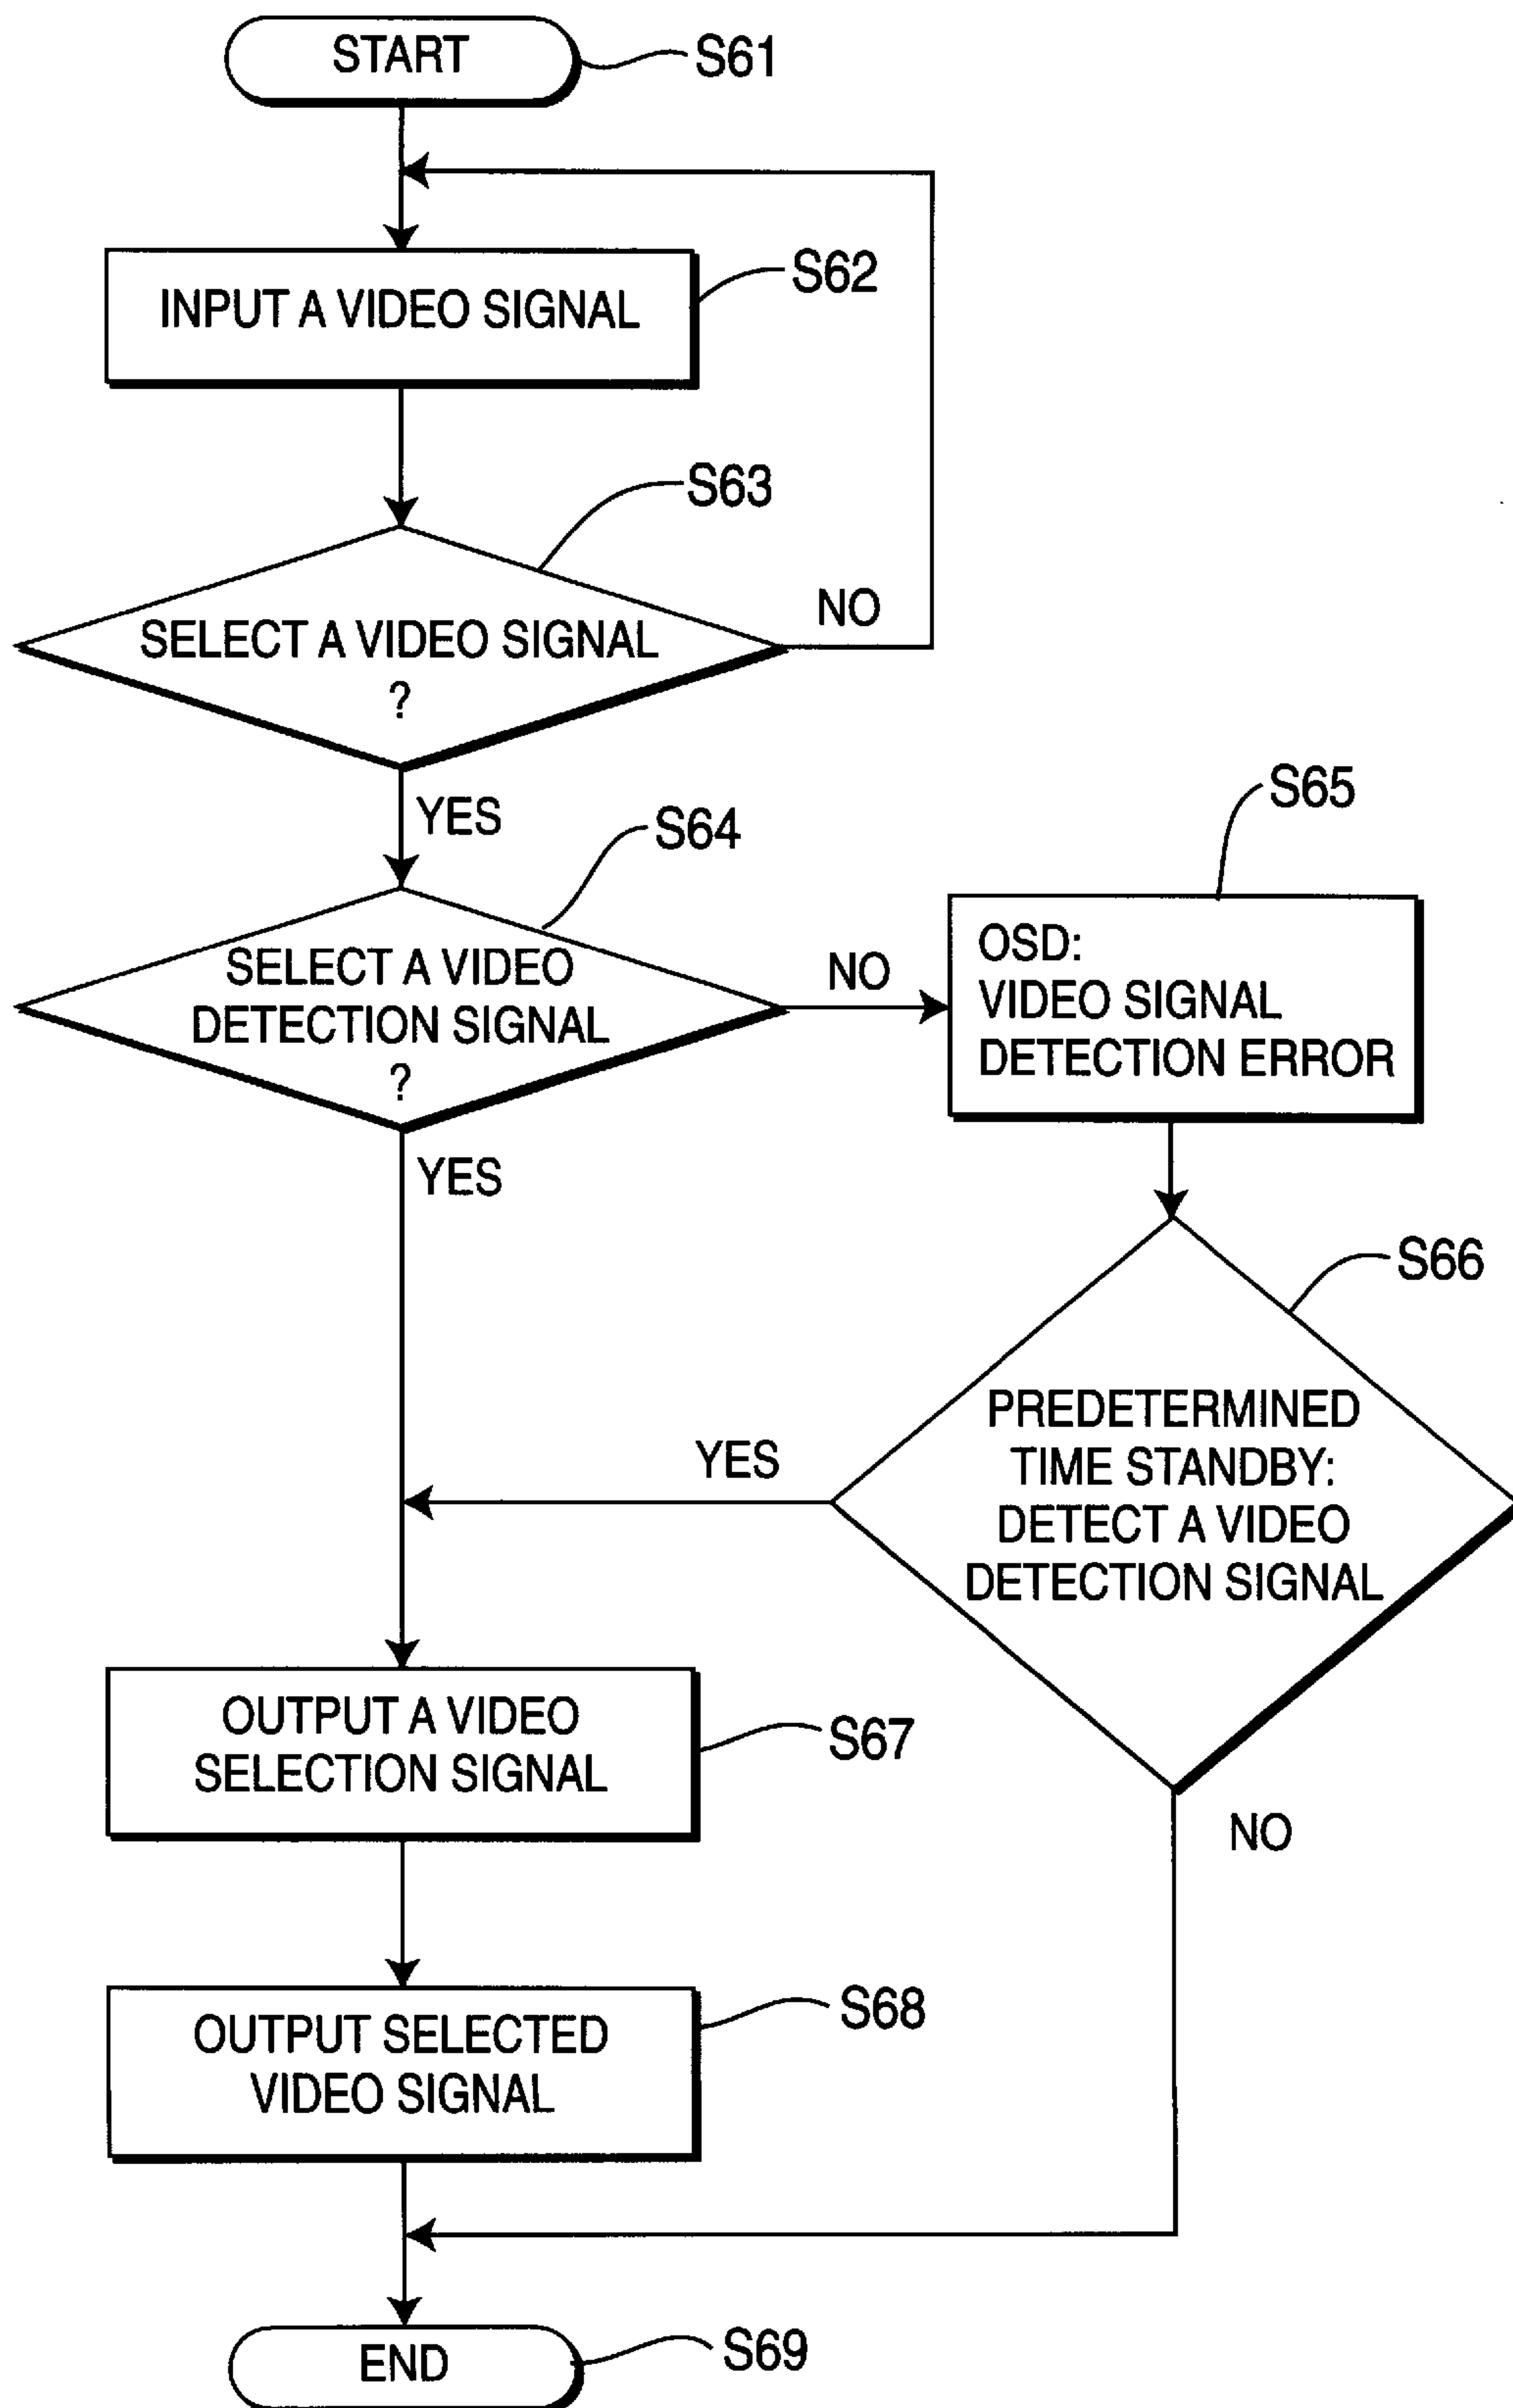 START
S61
INPUT A VIDEO SIGNAL
S62
S63
SELECT A VIDEO SIGNAL
?
NO
YES
S64
SELECT A VIDEO
DETECTION SIGNAL
?
NO
S65
OSD:
VIDEO SIGNAL
DETECTION ERROR
YES
S66
PREDETERMINED
TIME STANDBY:
DETECT A VIDEO
DETECTION SIGNAL
YES
NO
OUTPUT A VIDEO
SELECTION SIGNAL
S67
OUTPUT SELECTED
VIDEO SIGNAL
S68
END
S69